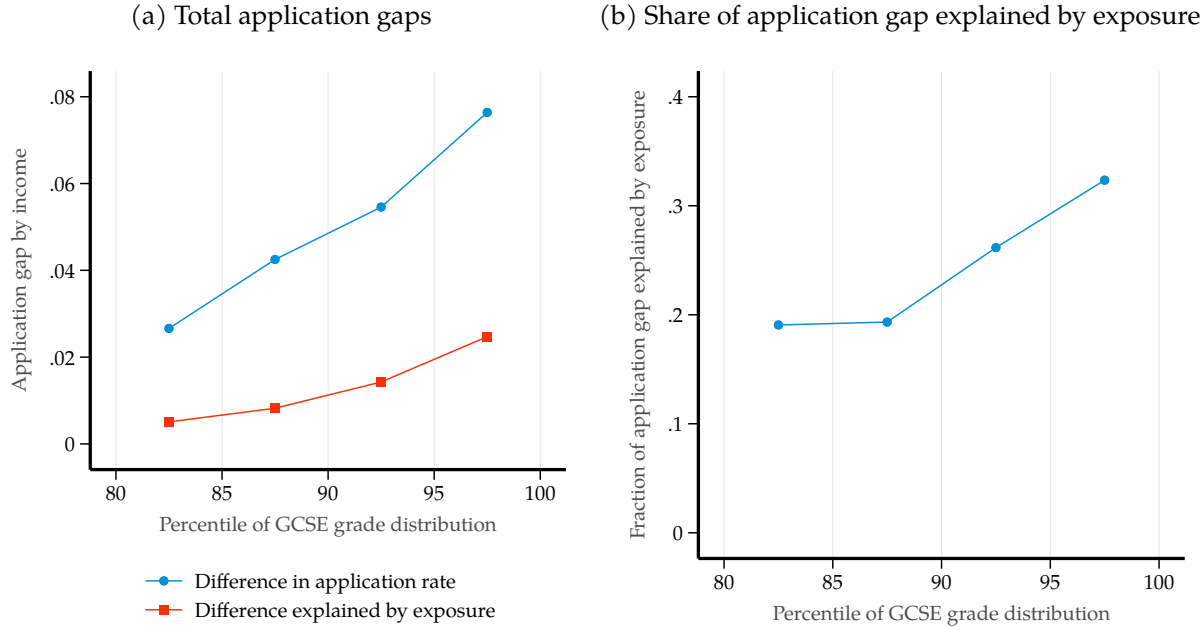 (a) Total application gaps
Application gap by income
.08
.06
.04
.02
0
80 85 90 95 100
Percentile of GCSE grade distribution
Difference in application rate
Difference explained by exposure
(b) Share of application gap explained by exposure
Fraction of application gap explained by exposure
.4
.3
.2
.1
0
80 85 90 95 100
Percentile of GCSE grade distribution